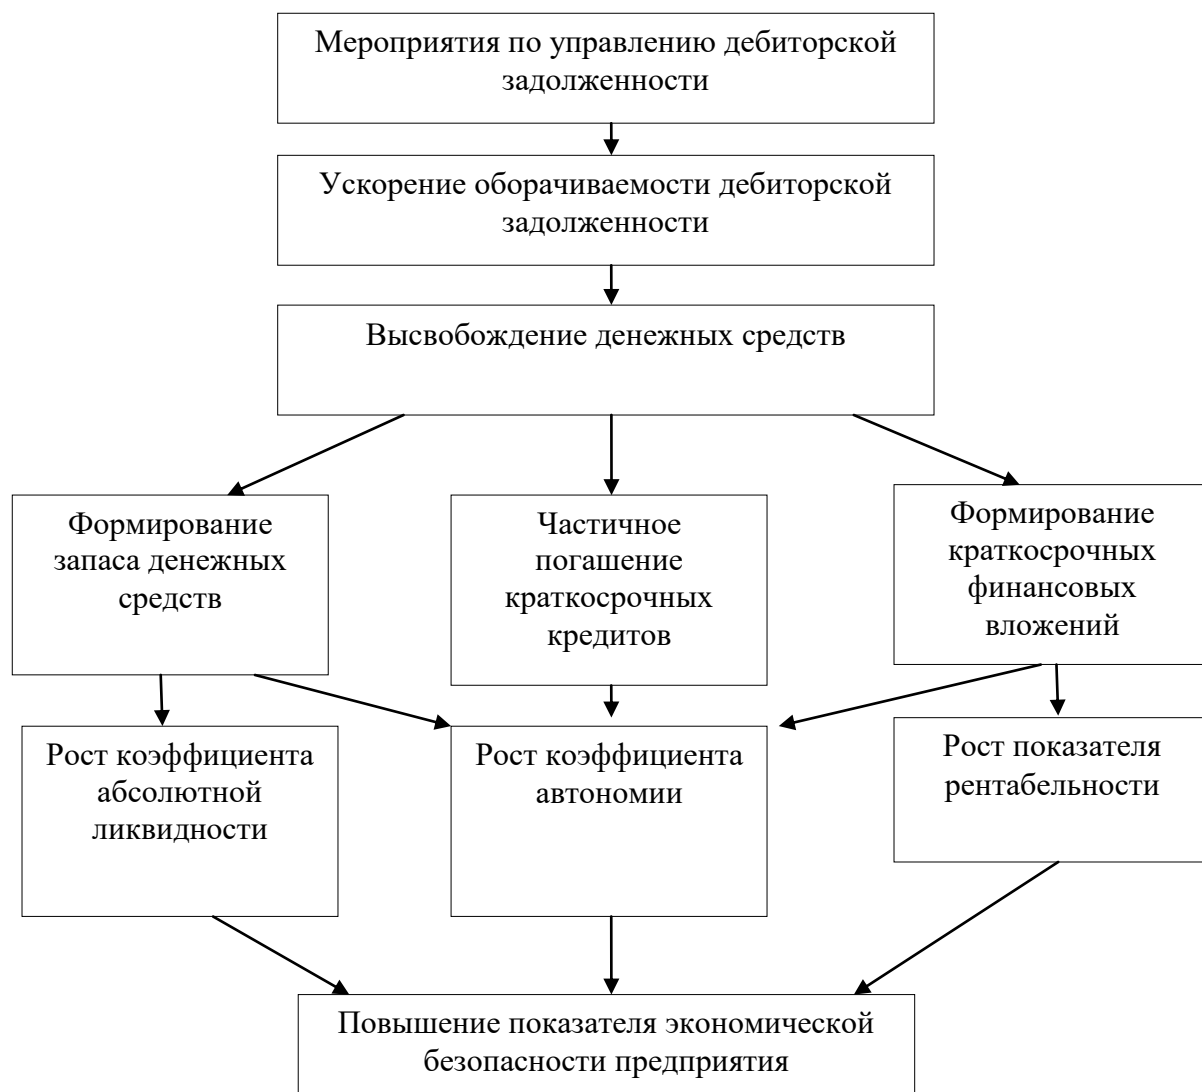 Мероприятия по управлению дебиторской
задолженности
Ускорение оборачиваемости дебиторской
задолженности
Высвобождение денежных средств
Формирование
запаса денежных
средств
Частичное
погашение
краткосрочных
кредитов
Формирование
краткосрочных
финансовых
вложений
Рост коэффициента
абсолютной
ликвидности
Рост коэффициента
автономии
Рост показателя
рентабельности
Повышение показателя экономической
безопасности предприятия